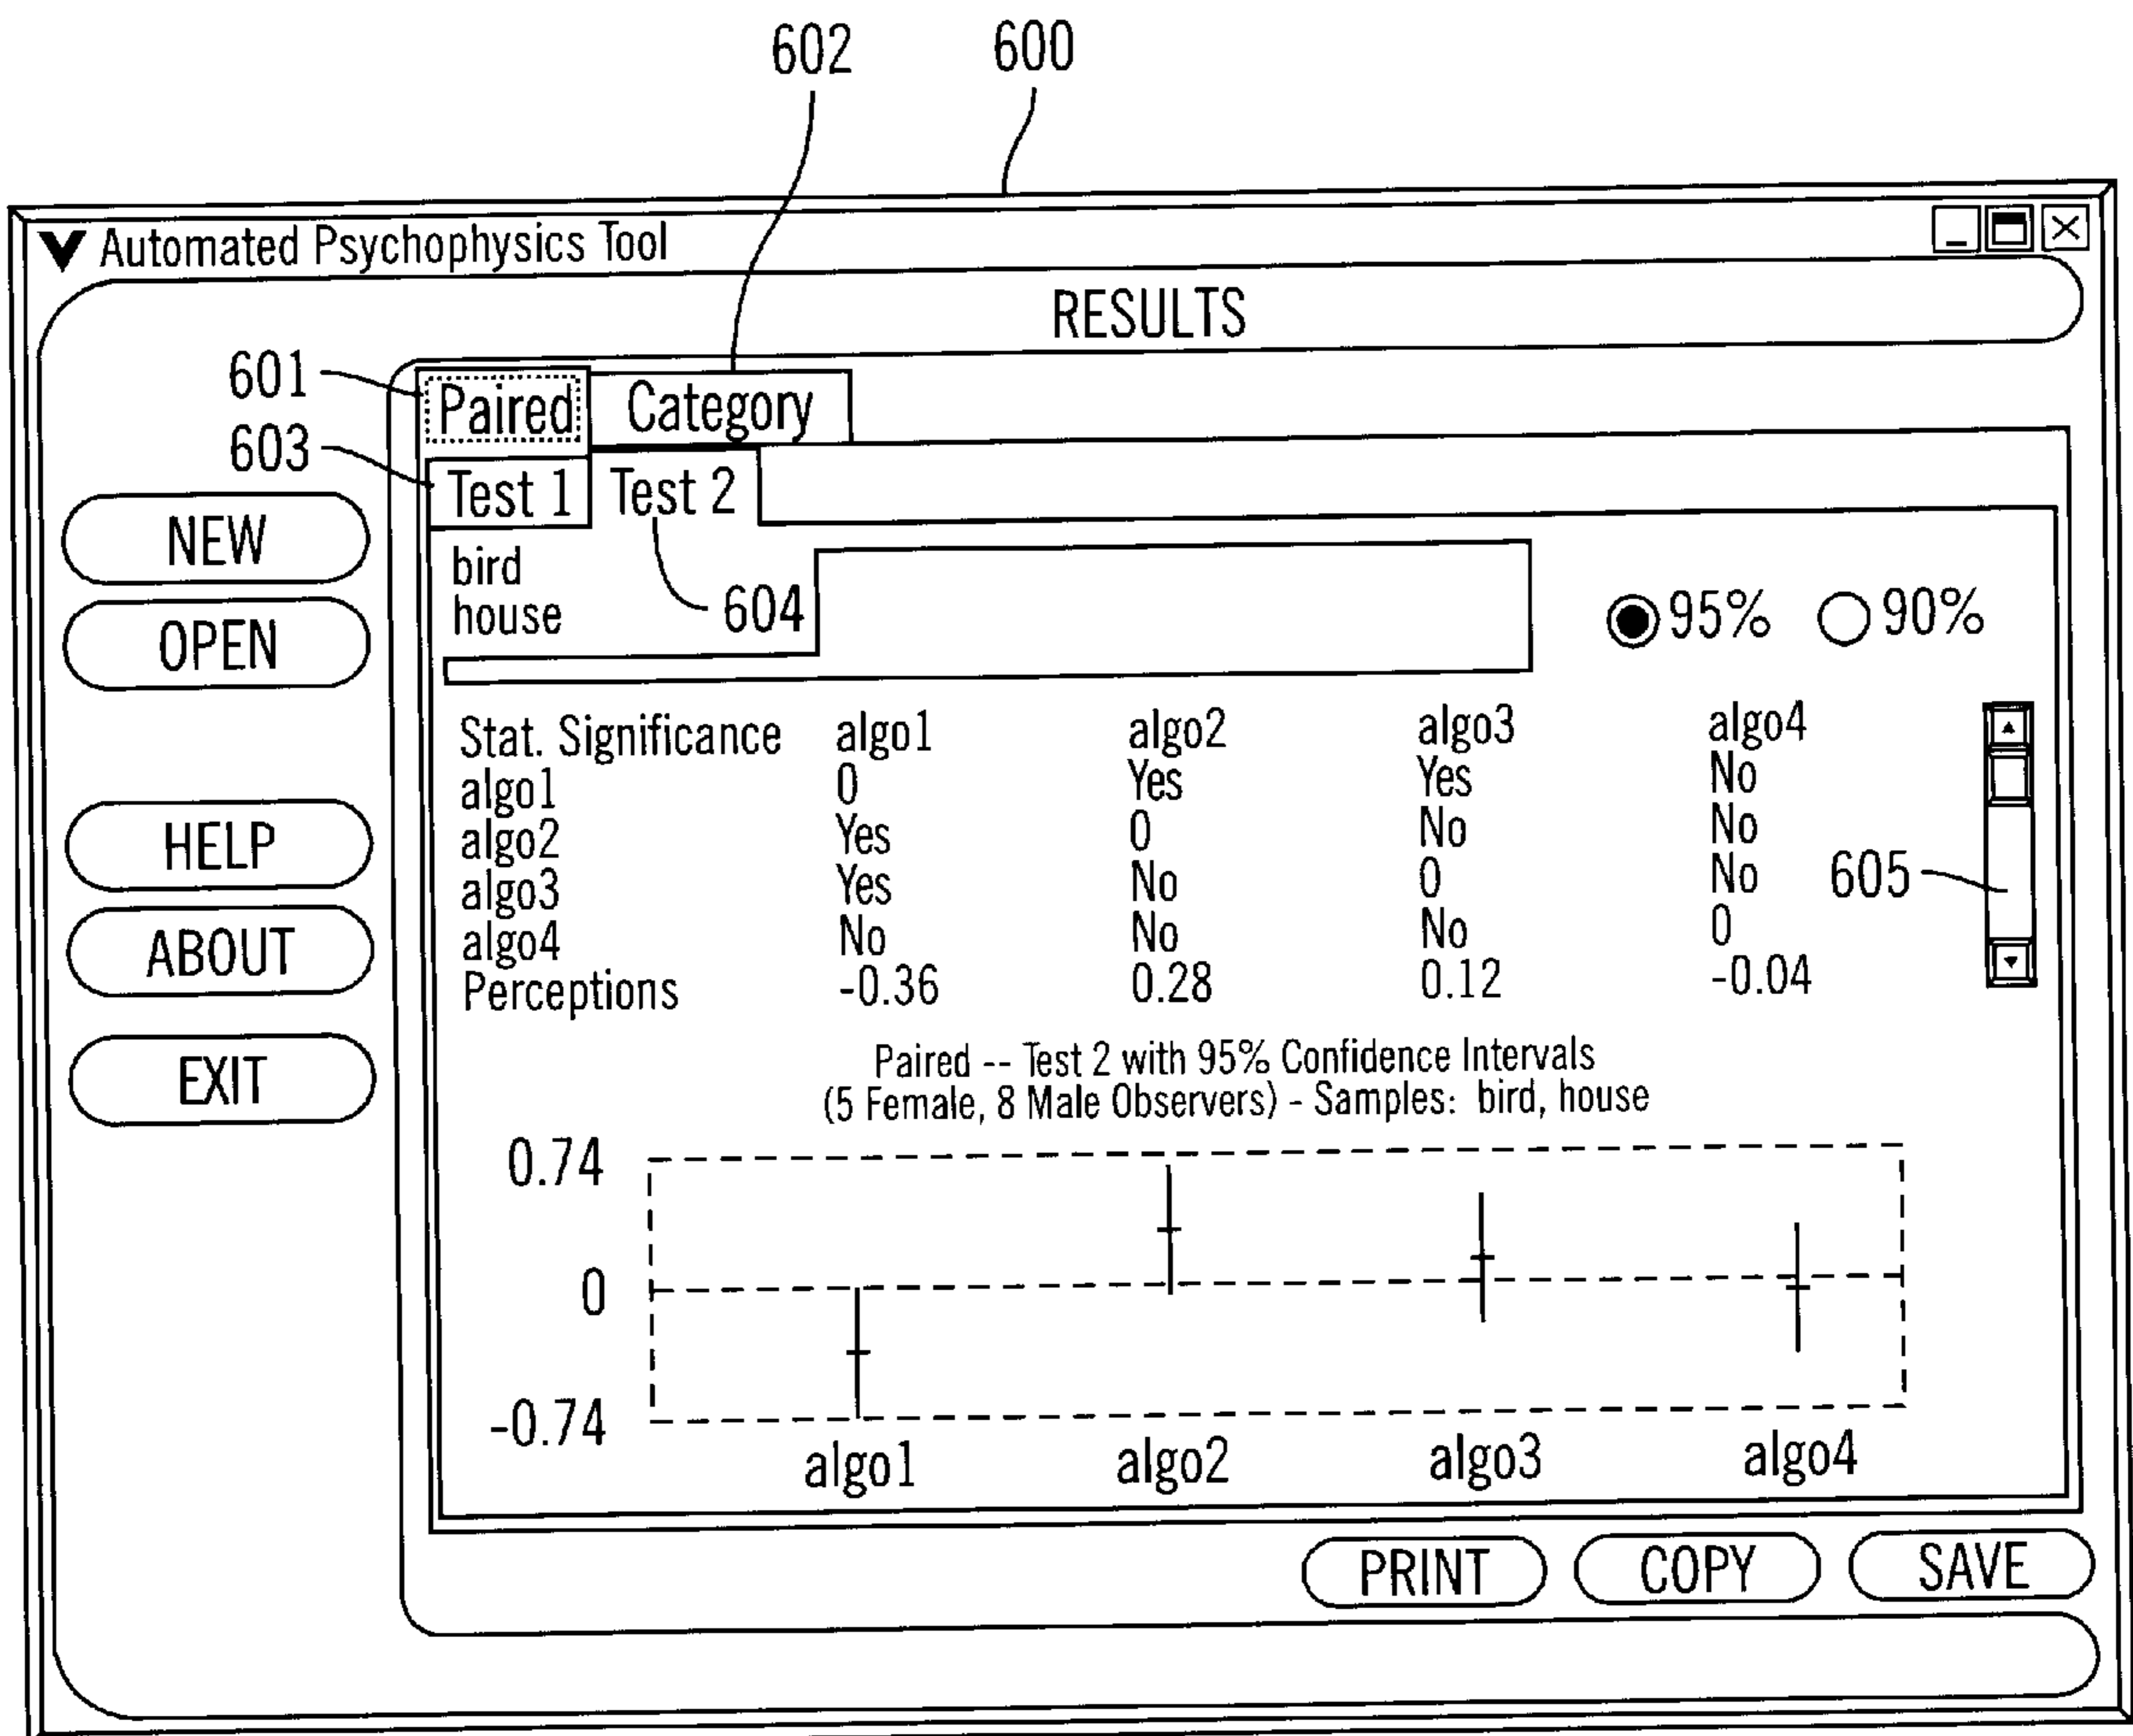 602 600
Automated Psychophysics Tool
RESULTS
601 Paired Category
603 Test 1 Test 2
NEW
OPEN
HELP
ABOUT
EXIT
bird
house
604
95% 90%
Stat. Significance algo1 algo2 algo3 algo4
algo1 0 Yes Yes No
algo2 Yes 0 No No
algo3 Yes No 0 No
algo4 No No No 0
Perceptions -0.36 0.28 0.12 -0.04
605
Paired -- Test 2 with 95% Confidence Intervals
(5 Female, 8 Male Observers) - Samples: bird, house
0.74
0
-0.74
algo1 algo2 algo3 algo4
PRINT COPY SAVE